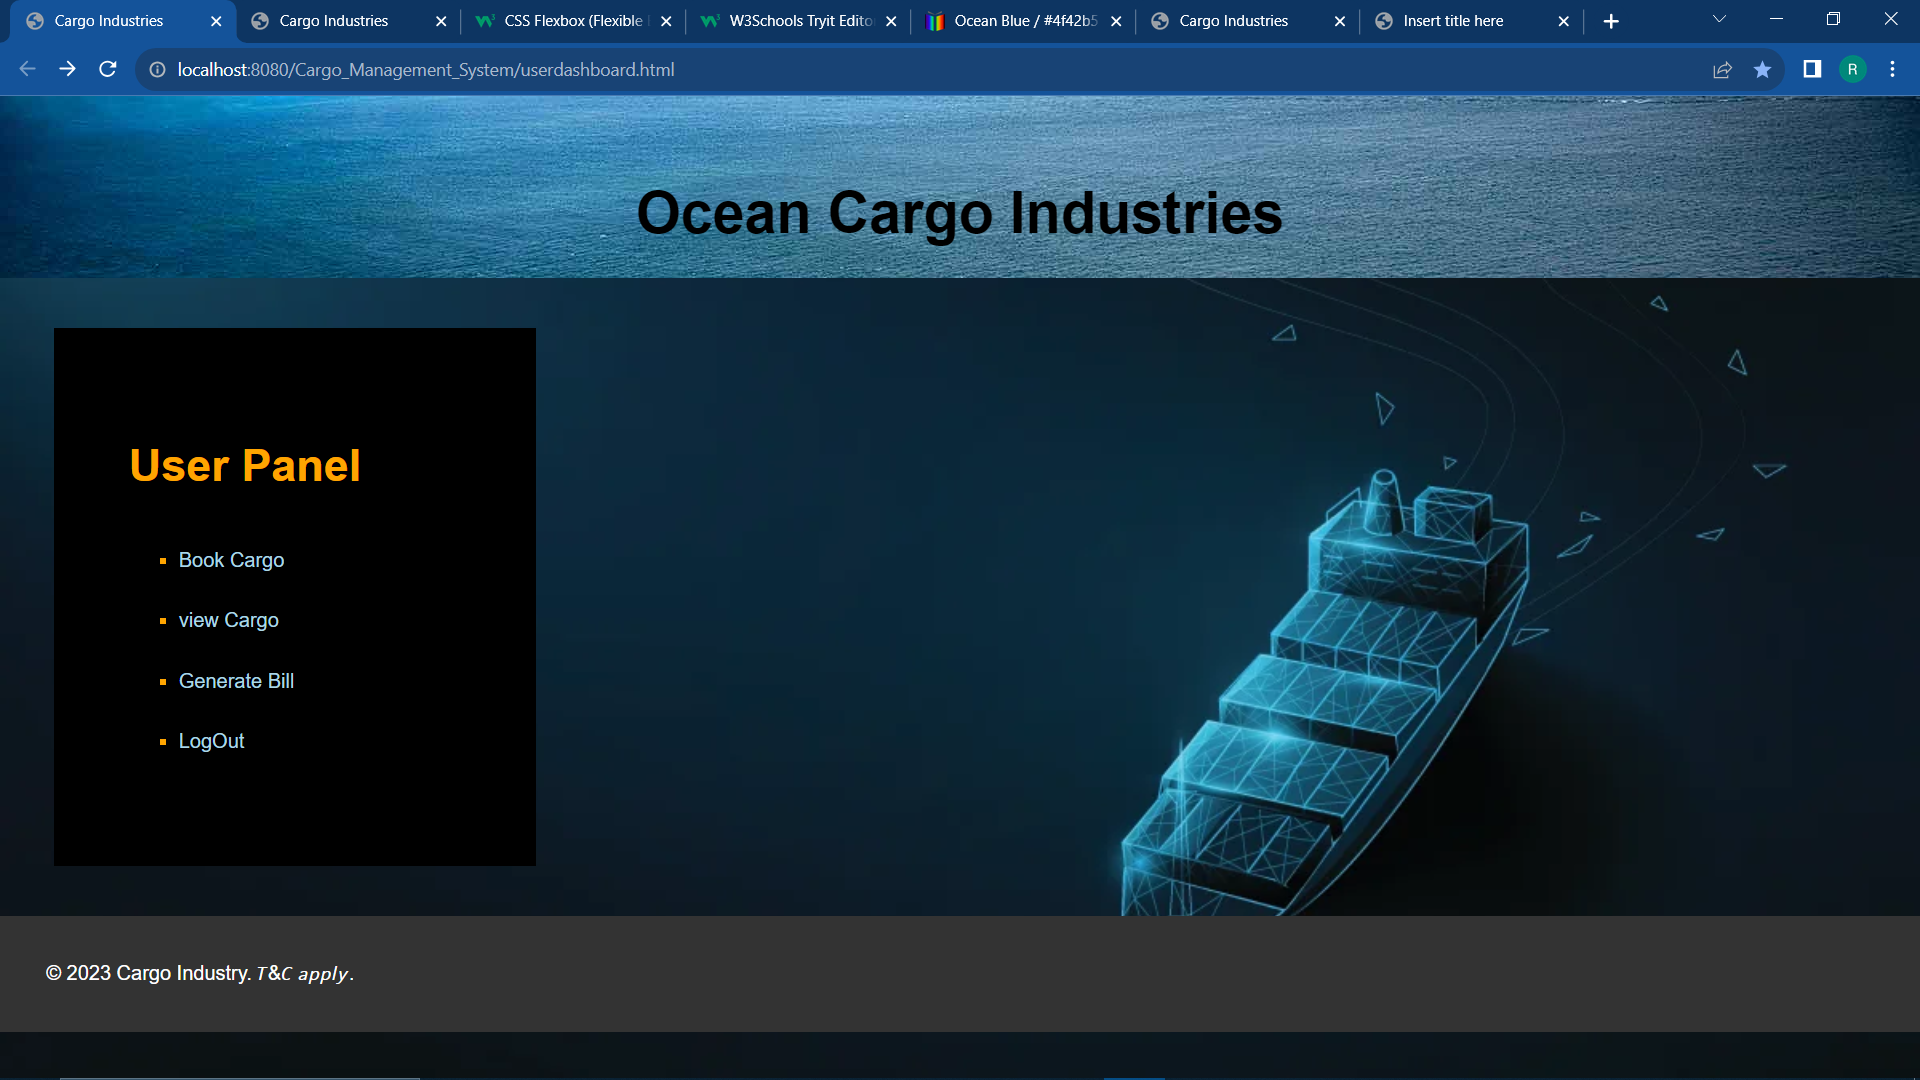 Cargo Industries
Cargo Industries
CSS Flexbox (Flexible
W3Schools Tryit Edito
Ocean Blue / #4f42b5
Cargo Industries
Insert title here
localhost:8080/Cargo_Management_System/userdashboard.html
R
Ocean Cargo Industries
User Panel
Book Cargo
view Cargo
Generate Bill
LogOut
© 2023 Cargo Industry. T&C apply.